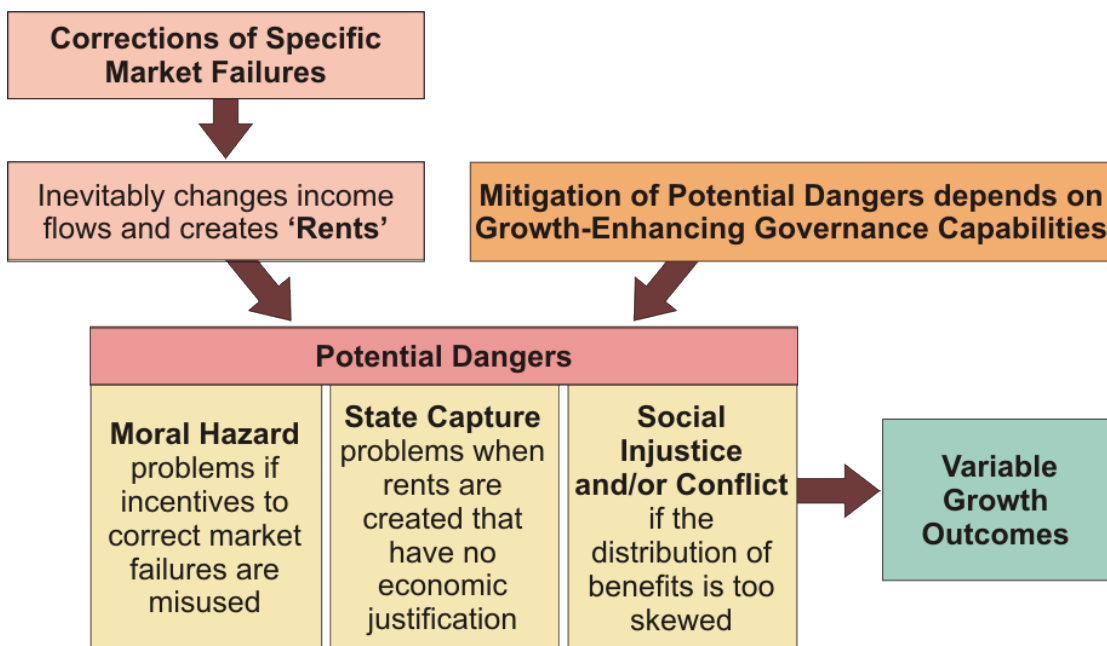 Corrections of Specific
Market Failures
Inevitably changes income
flows and creates ‘Rents’
Mitigation of Potential Dangers depends on
Growth-Enhancing Governance Capabilities
Potential Dangers
Moral Hazard
problems if
incentives to
correct market
failures are
misused
State Capture
problems when
rents are
created that
have no
economic
justification
Social
Injustice
and/or Conflict
if the
distribution of
benefits is too
skewed
Variable
Growth
Outcomes